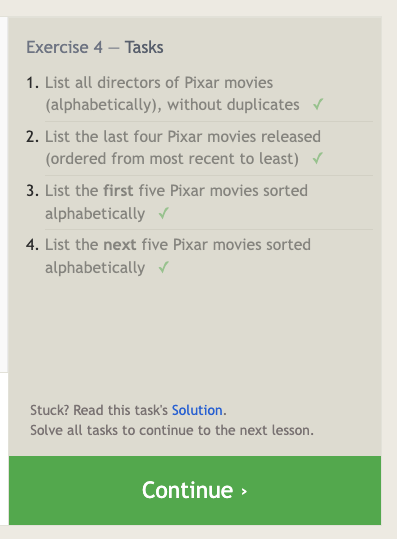 Exercise 4 — Tasks
1. List all directors of Pixar movies
(alphabetically), without duplicates ✓
2. List the last four Pixar movies released
(ordered from most recent to least) ✓
3. List the first five Pixar movies sorted
alphabetically ✓
4. List the next five Pixar movies sorted
alphabetically ✓
Stuck? Read this task's Solution.
Solve all tasks to continue to the next lesson.
Continue ›